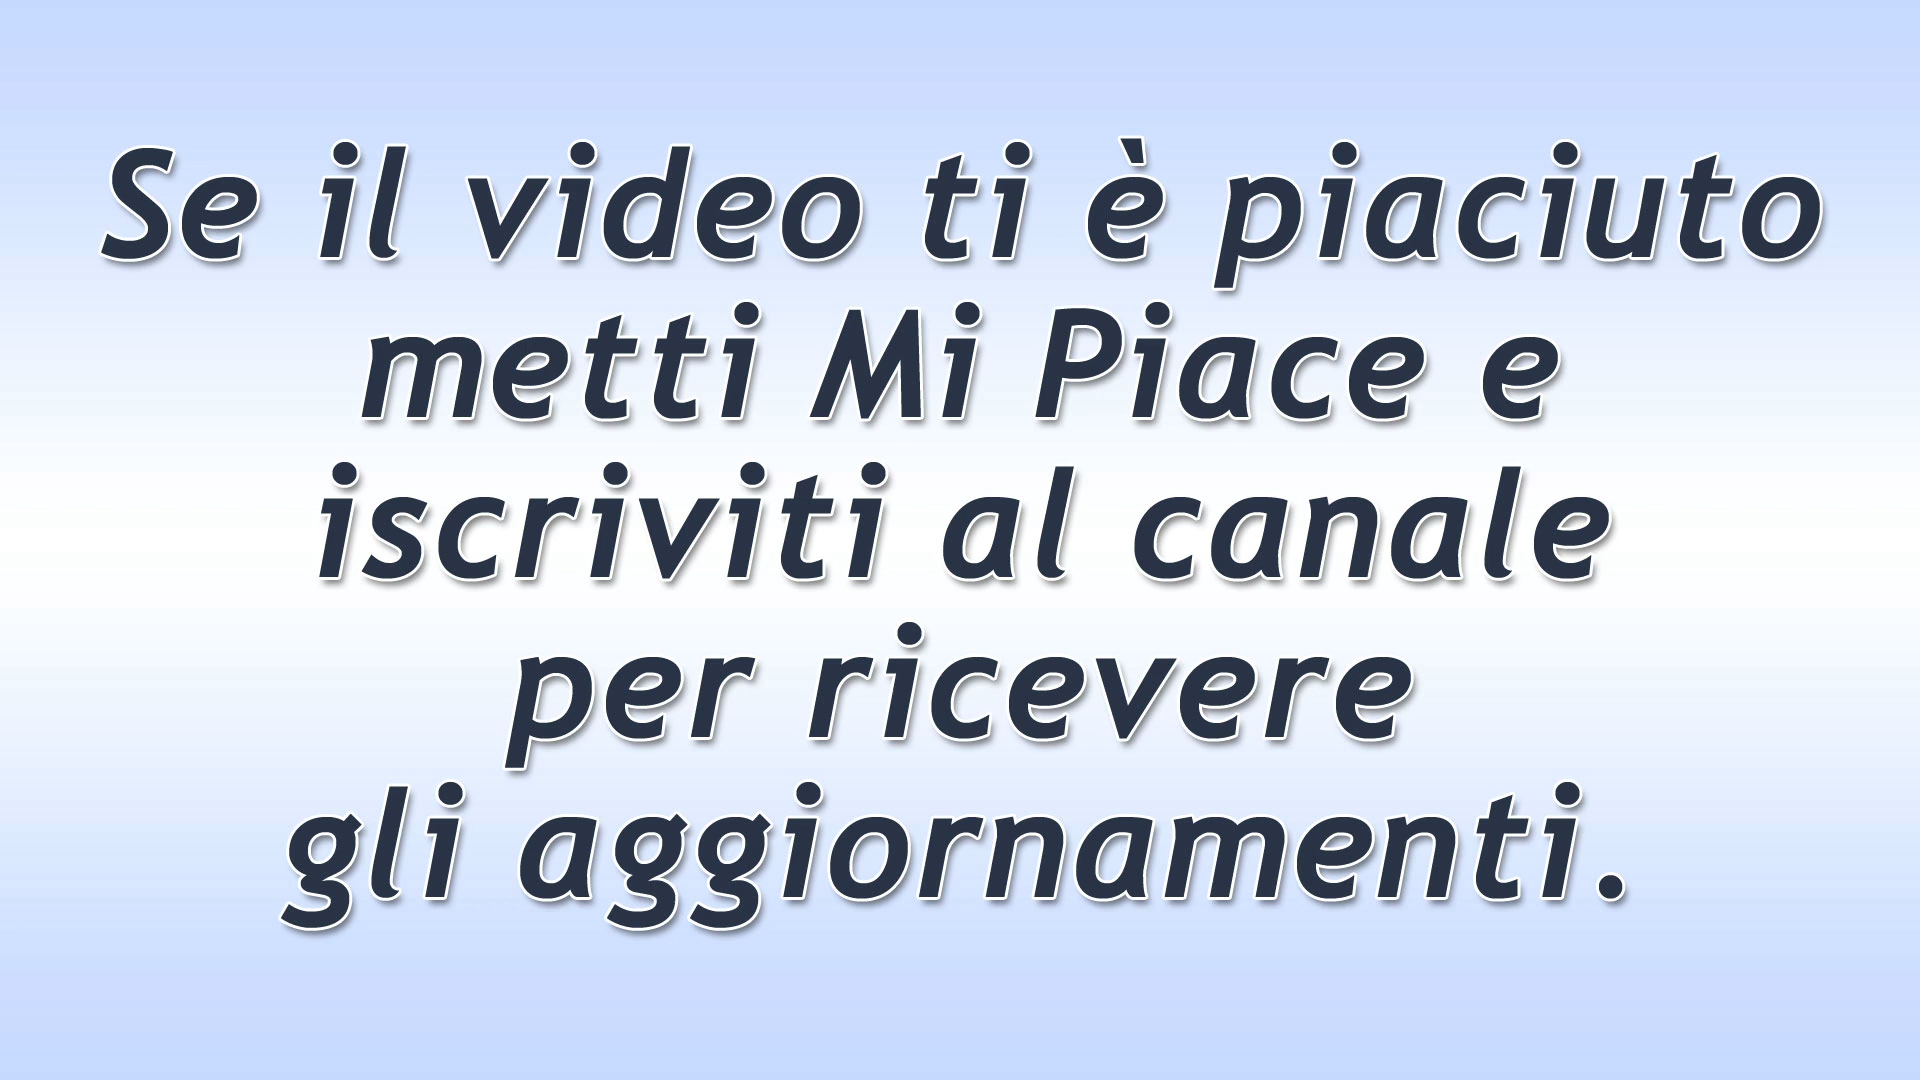 Se il video ti è piaciuto
metti Mi Piace e
iscriviti al canale
per ricevere
gli aggiornamenti.